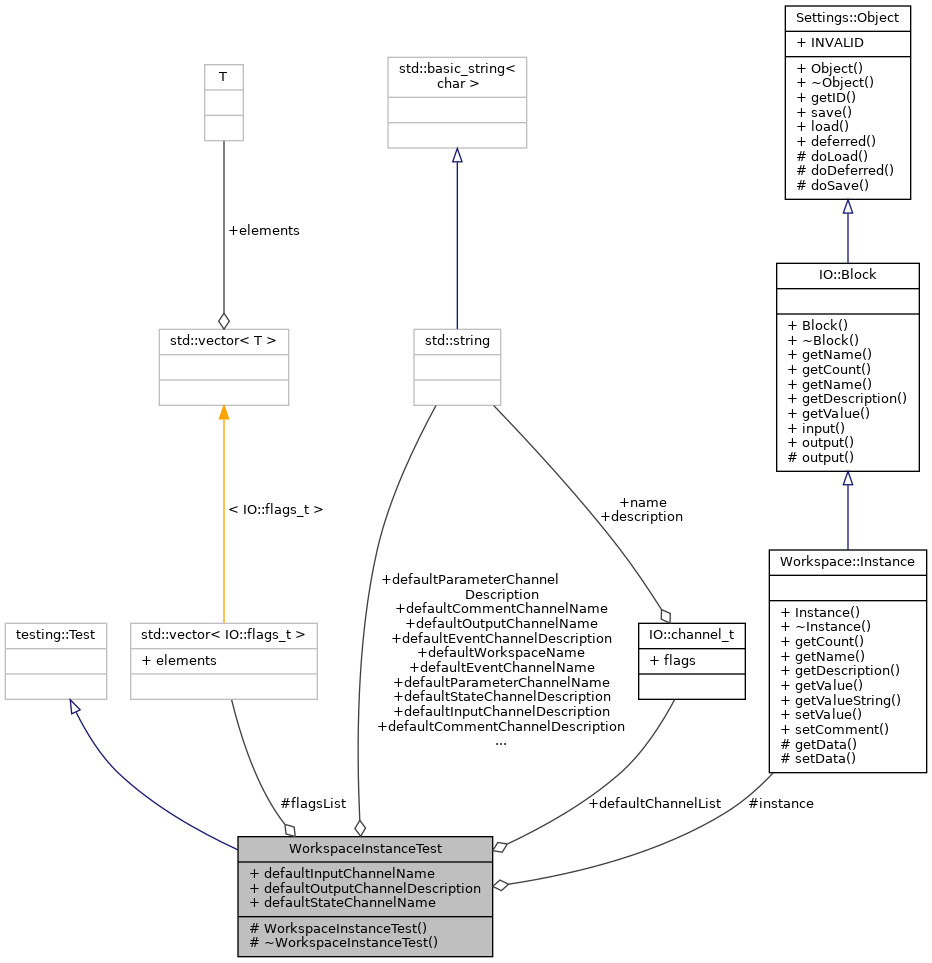 Settings::Object
+ INVALID
+ Object()
+ ~Object()
+ getID()
+ save()
+ load()
+ deferred()
# doLoad()
# doDeferred()
# doSave()
T
std::basic_string<
char >
+elements
IO::Block
+ Block()
+ ~Block()
+ getName()
+ getCount()
+ getName()
+ getDescription()
+ getValue()
+ input()
+ output()
# output()
std::vector< T >
std::string
< IO::flags_t >
+name
+description
Workspace::Instance
+ Instance()
+ ~Instance()
+ getCount()
+ getName()
+ getDescription()
+ getValue()
+ getValueString()
+ setValue()
+ setComment()
# getData()
# setData()
+defaultParameterChannel
Description
+defaultCommentChannelName
+defaultOutputChannelName
+defaultEventChannelDescription
+defaultWorkspaceName
+defaultEventChannelName
+defaultParameterChannelName
+defaultStateChannelDescription
+defaultInputChannelDescription
+defaultCommentChannelDescription
...
testing::Test
std::vector< IO::flags_t >
+ elements
IO::channel_t
+ flags
#flagsList
+defaultChannelList
#instance
WorkspaceInstanceTest
+ defaultInputChannelName
+ defaultOutputChannelDescription
+ defaultStateChannelName
# WorkspaceInstanceTest()
# ~WorkspaceInstanceTest()